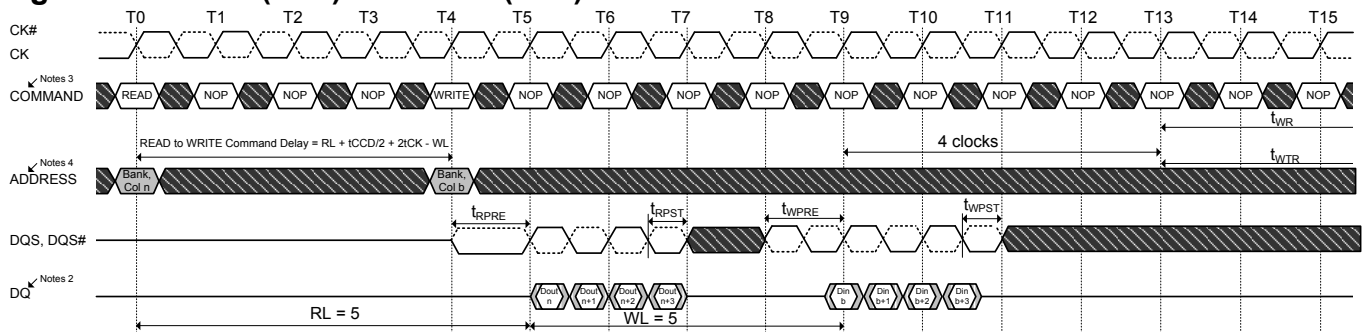 T0 T1 T2 T3 T4 T5 T6 T7 T8 T9 T10 T11 T12 T13 T14 T15
CK#
CK
Notes 3
COMMAND READ NOP NOP NOP WRITE NOP NOP NOP NOP NOP NOP NOP NOP NOP NOP NOP
tWR
READ to WRITE Command Delay = RL + tCCD/2 + 2tCK - WL
4 clocks
tWTR
Notes 4
ADDRESS Bank, Col n Bank, Col b
tRPRE tRPST tWPRE tWPST
DQS, DQS#
Notes 2
DQ Dout n Dout n+1 Dout n+2 Dout n+3 Din b Din b+1 Din b+2 Din b+3
RL = 5 WL = 5